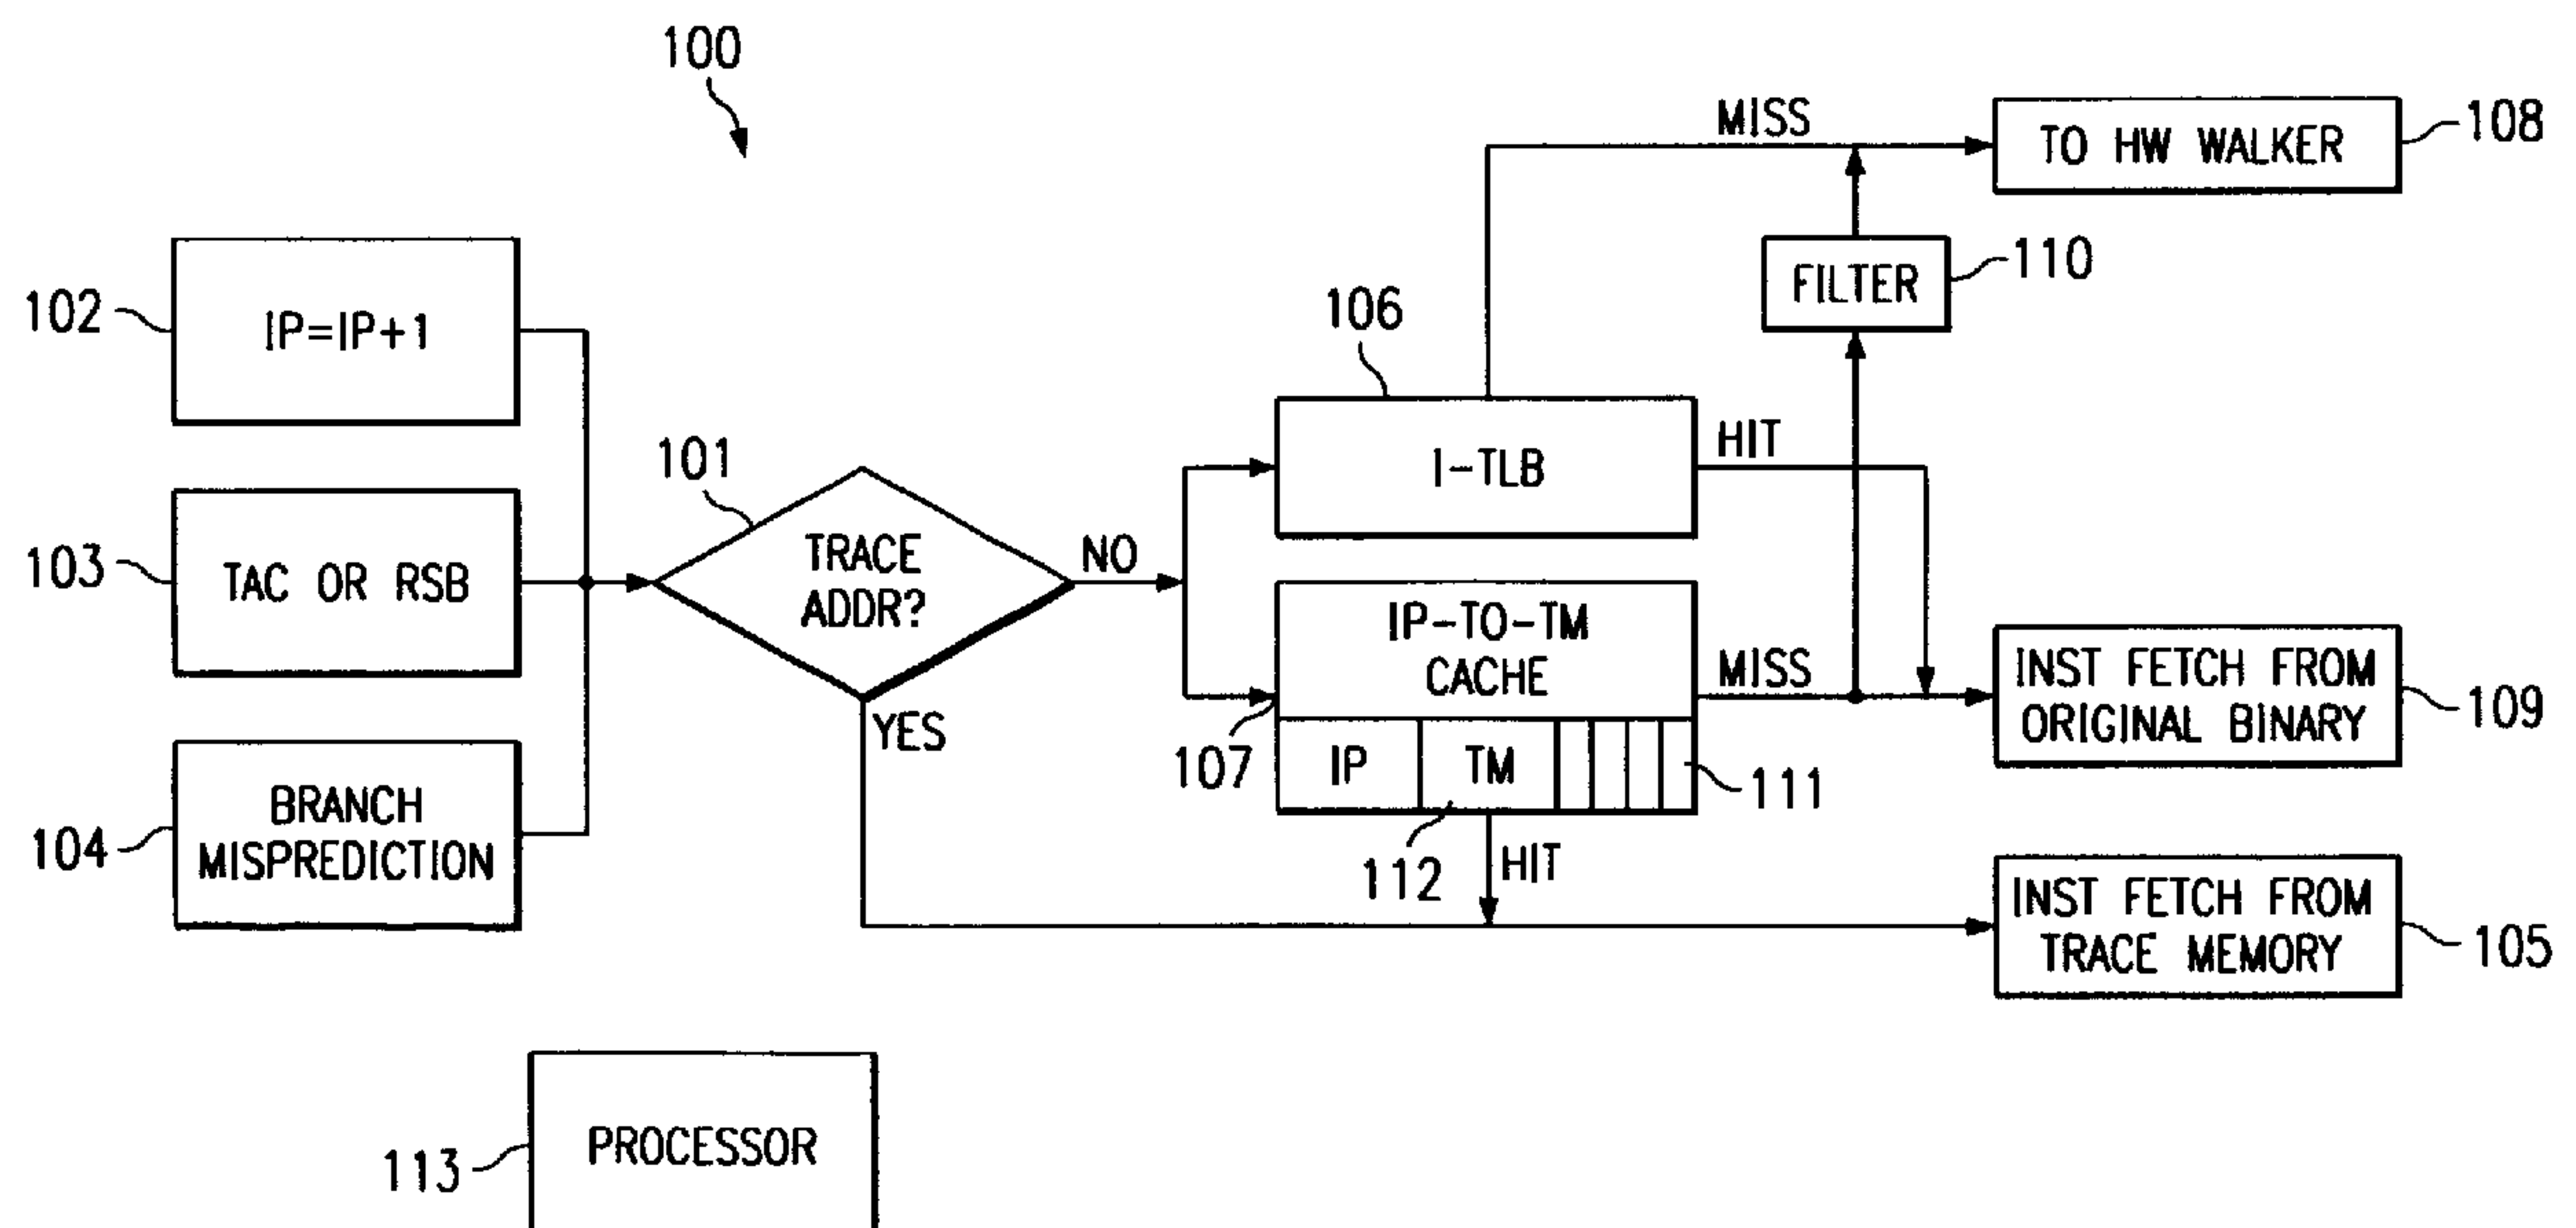 100
MISS
TO HW WALKER
108
102
IP=IP+1
FILTER
110
106
101
I-TLB
HIT
103
TAC OR RSB
TRACE
ADDR?
NO
IP-TO-TM
CACHE
MISS
INST FETCH FROM
ORIGINAL BINARY
109
YES
107
IP
TM
111
104
BRANCH
MISPREDICTION
112
HIT
INST FETCH FROM
TRACE MEMORY
105
PROCESSOR
113